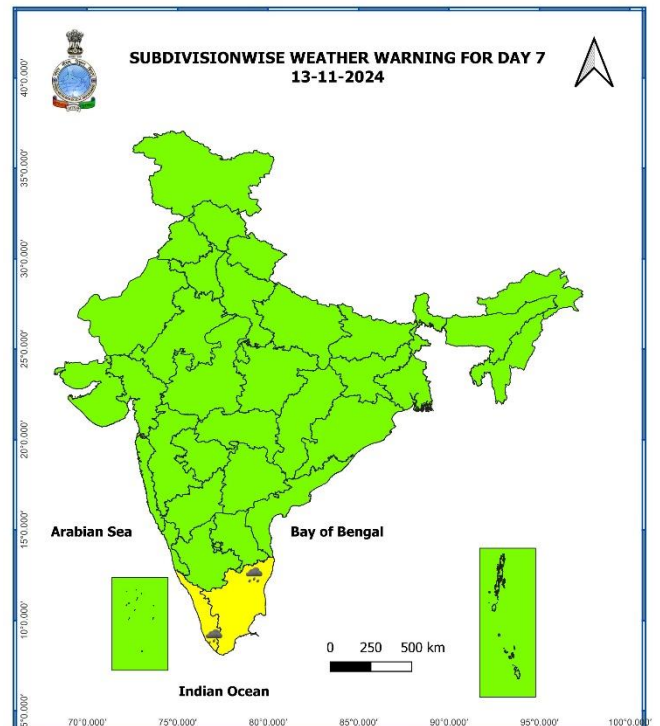 SUBDIVISIONWISE WEATHER WARNING FOR DAY 7
13-11-2024
40°0.000'
35°0.000'
30°0.000'
25°0.000'
20°0.000'
15°0.000'
10°0.000'
5°0.000'
Arabian Sea
Bay of Bengal
0 250 500 km
Indian Ocean
70°0.000' 75°0.000' 80°0.000' 85°0.000' 90°0.000' 95°0.000' 100°0.000'